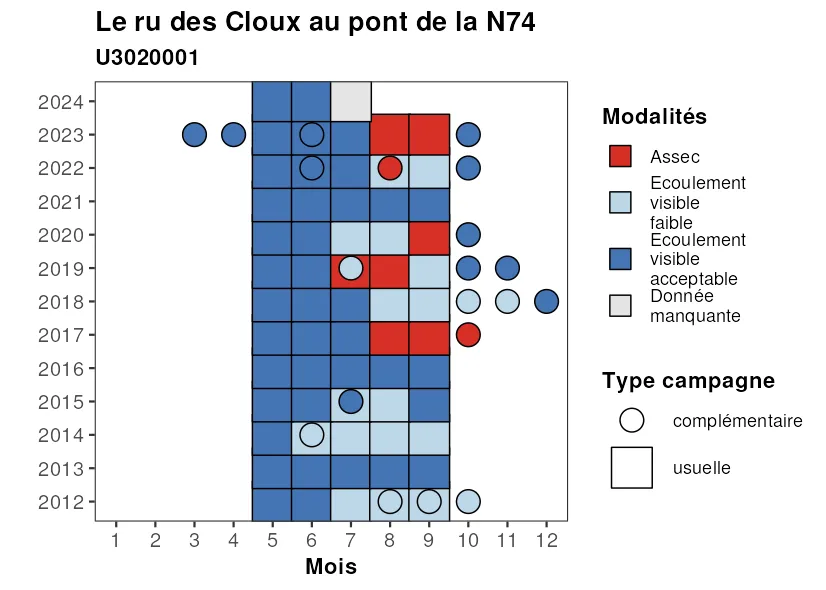 Le ru des Cloux au pont de la N74
U3020001
2024
2023
2022
2021
2020
2019
2018
2017
2016
2015
2014
2013
2012
1 2 3 4 5 6 7 8 9 10 11 12
Mois
Modalités
Assec
Ecoulement
visible
faible
Ecoulement
visible
acceptable
Donnée
manquante
Type campagne
complémentaire
usuelle